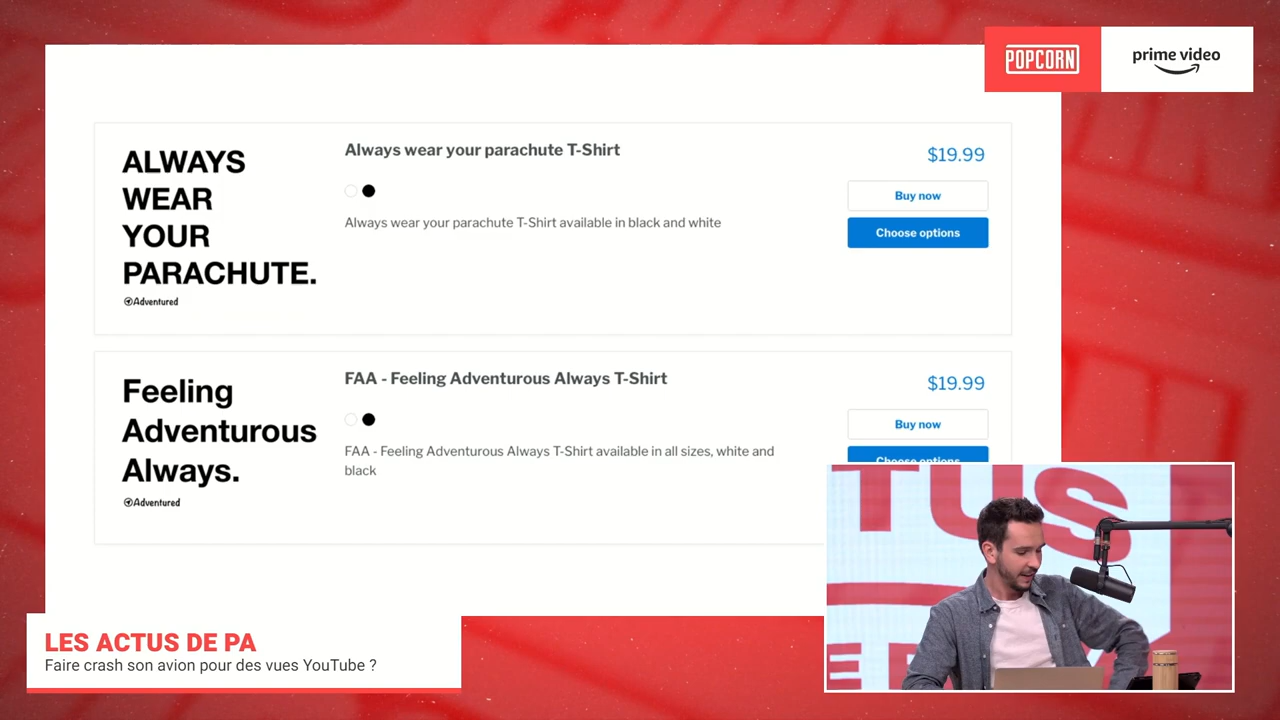 POPCORN
prime video
ALWAYS
WEAR
YOUR
PARACHUTE.
Adventured
Always wear your parachute T-Shirt
Always wear your parachute T-Shirt available in black and white
$19.99
Buy now
Choose options
Feeling
Adventurous
Always.
Adventured
FAA - Feeling Adventurous Always T-Shirt
FAA - Feeling Adventurous Always T-Shirt available in all sizes, white and
black
$19.99
Buy now
Choose options
TUS
LES ACTUS DE PA
Faire crash son avion pour des vues YouTube ?